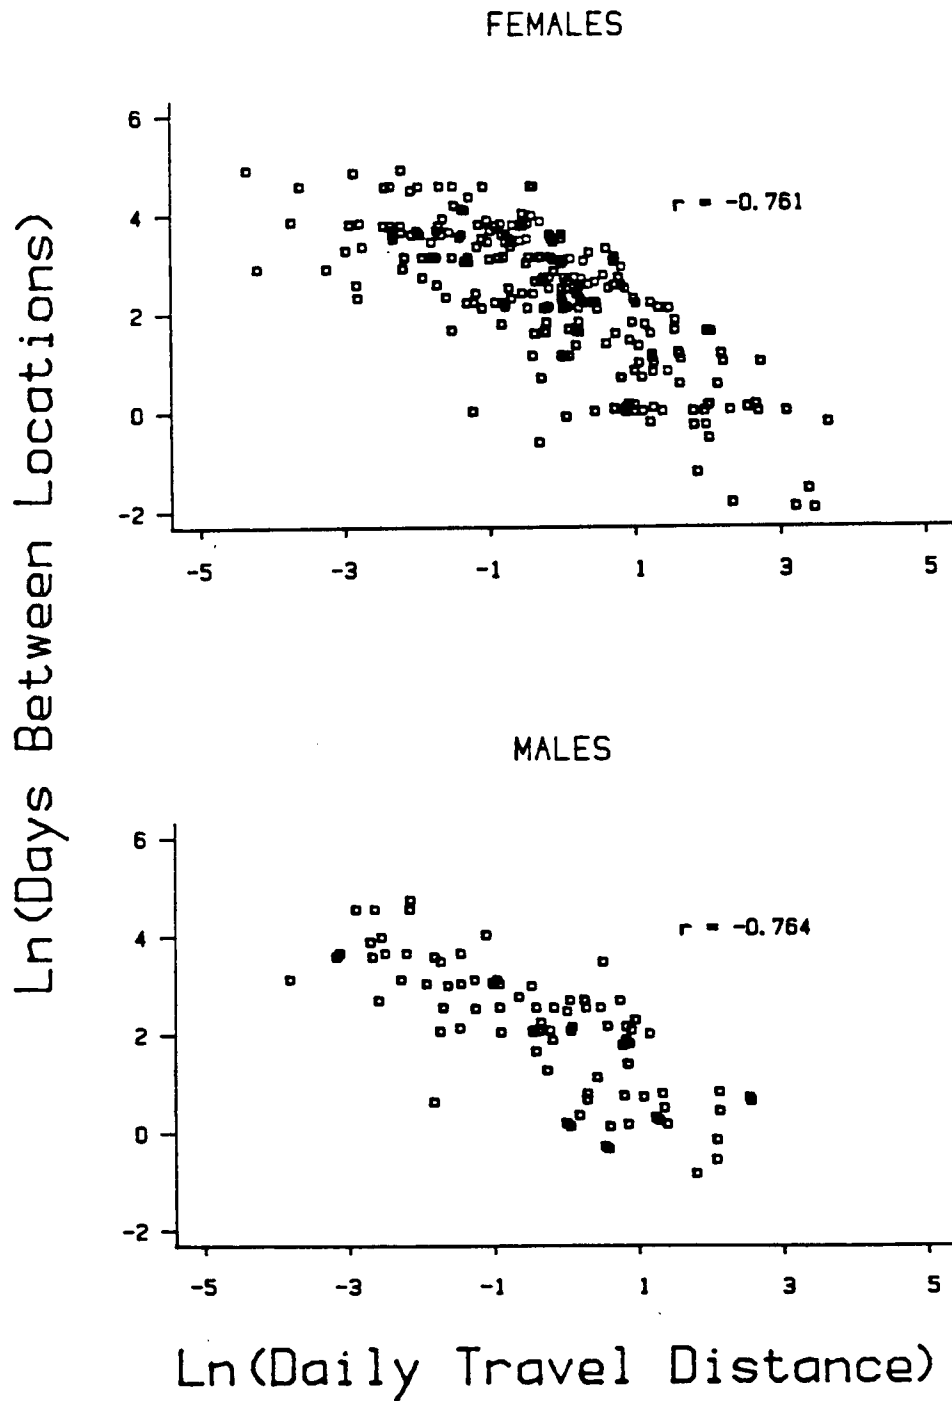 FEMALES
6
4
2
0
-2
r = -0.761
-5 -3 -1 1 3 5
Ln(Days Between Locations)
MALES
6
4
2
0
-2
r = -0.764
-5 -3 -1 1 3 5
Ln(Daily Travel Distance)